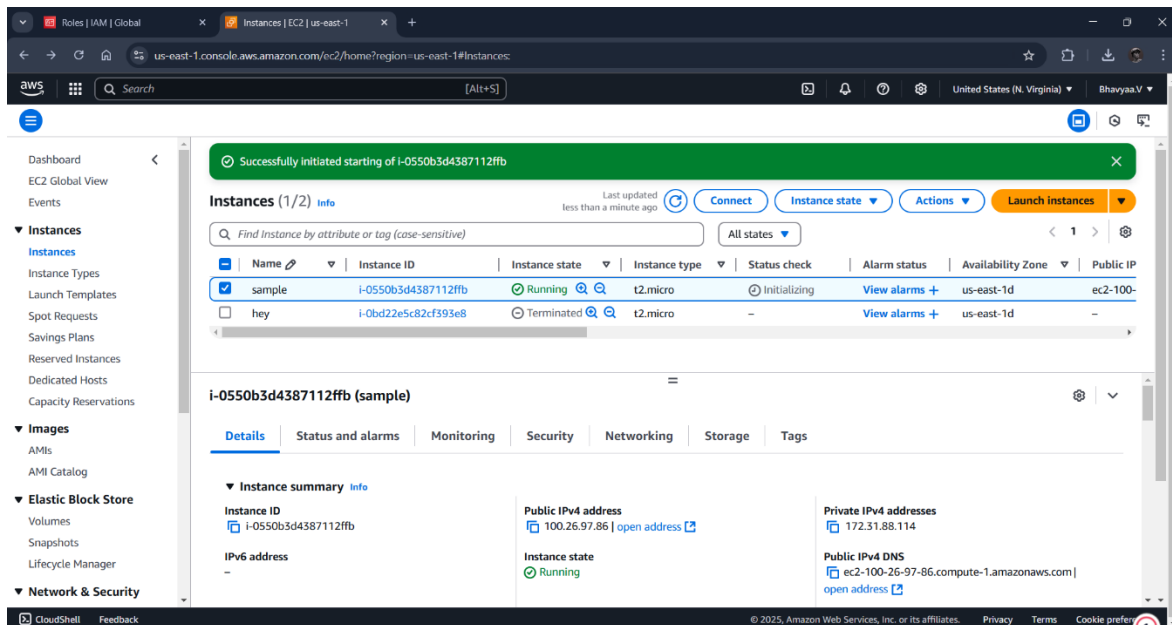 Roles | IAM | Global
Instances | EC2 | us-east-1
us-east-1.console.aws.amazon.com/ec2/home?region=us-east-1#Instances:
aws
Search
[Alt+S]
United States (N. Virginia)
Bhavyaa.V
Dashboard
EC2 Global View
Events
Instances
Instances
Instance Types
Launch Templates
Spot Requests
Savings Plans
Reserved Instances
Dedicated Hosts
Capacity Reservations
Images
AMIs
AMI Catalog
Elastic Block Store
Volumes
Snapshots
Lifecycle Manager
Network & Security
Successfully initiated starting of i-0550b3d4387112ffb
Instances (1/2) Info
Last updated
less than a minute ago
Connect
Instance state
Actions
Launch instances
Find Instance by attribute or tag (case-sensitive)
All states
1
Name Instance ID Instance state Instance type Status check Alarm status Availability Zone Public IP
sample i-0550b3d4387112ffb Running t2.micro Initializing View alarms + us-east-1d ec2-100-
hey i-0bd22e5c82cf393e8 Terminated t2.micro – View alarms + us-east-1d –
i-0550b3d4387112ffb (sample)
Details Status and alarms Monitoring Security Networking Storage Tags
Instance summary Info
Instance ID
i-0550b3d4387112ffb
Public IPv4 address
100.26.97.86 | open address
Private IPv4 addresses
172.31.88.114
IPv6 address
–
Instance state
Running
Public IPv4 DNS
ec2-100-26-97-86.compute-1.amazonaws.com |
open address
CloudShell Feedback
© 2025, Amazon Web Services, Inc. or its affiliates. Privacy Terms Cookie prefer